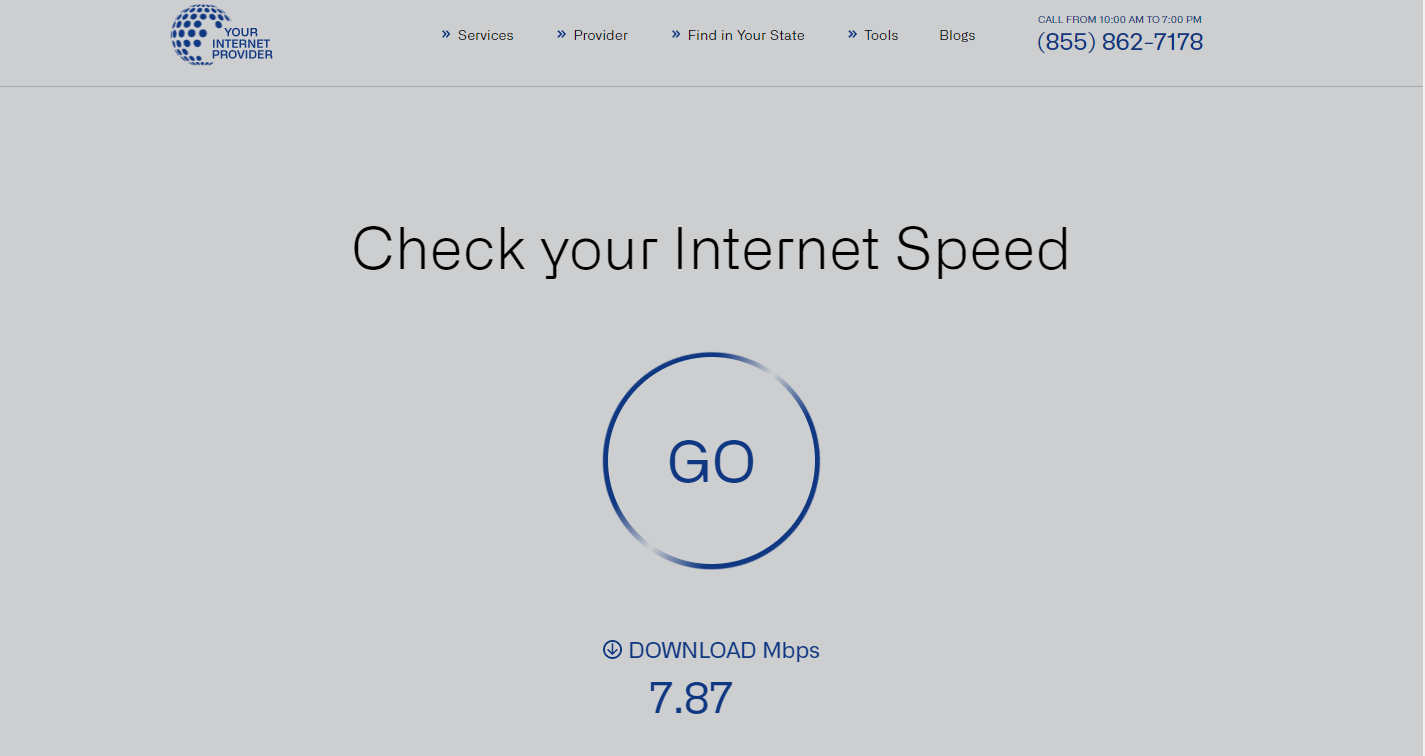 YOUR
INTERNET
PROVIDER
» Services » Provider » Find in Your State » Tools Blogs
CALL FROM 10:00 AM TO 7:00 PM
(855) 862-7178
Check your Internet Speed
GO
DOWNLOAD Mbps
7.87